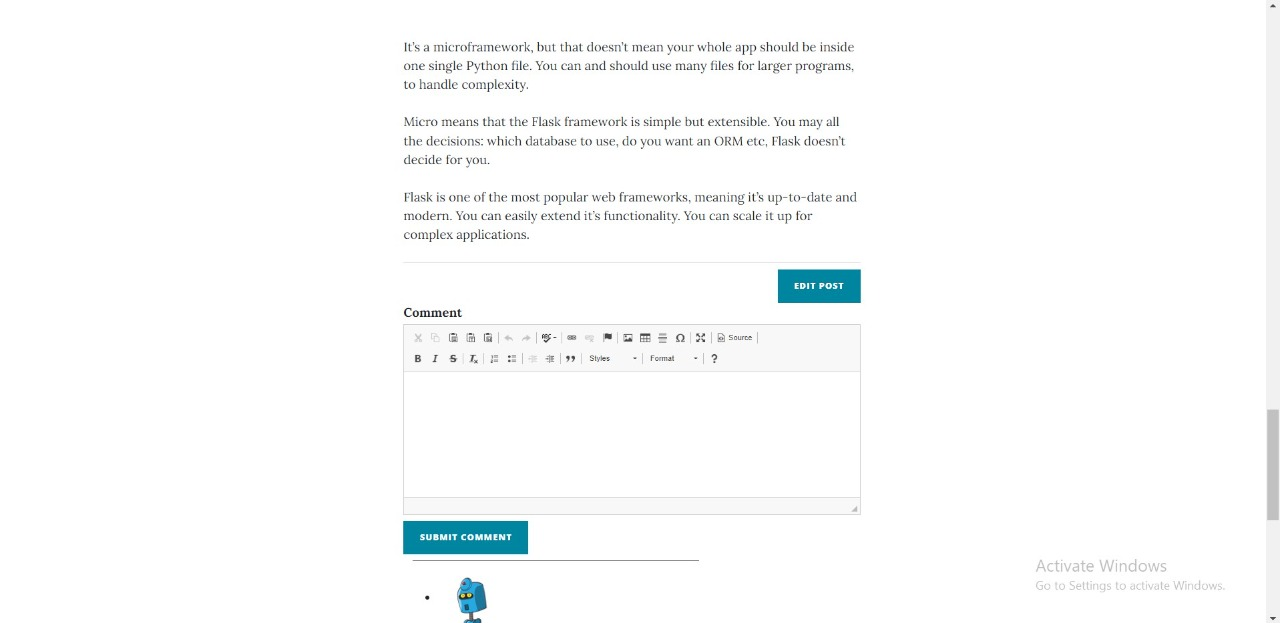 It's a microframework, but that doesn't mean your whole app should be inside
one single Python file. You can and should use many files for larger programs,
to handle complexity.
Micro means that the Flask framework is simple but extensible. You may all
the decisions: which database to use, do you want an ORM etc, Flask doesn't
decide for you.
Flask is one of the most popular web frameworks, meaning it's up-to-date and
modern. You can easily extend it's functionality. You can scale it up for
complex applications.
EDIT POST
Comment
Source
B I S Styles Format ?
SUBMIT COMMENT
Activate Windows
Go to Settings to activate Windows.